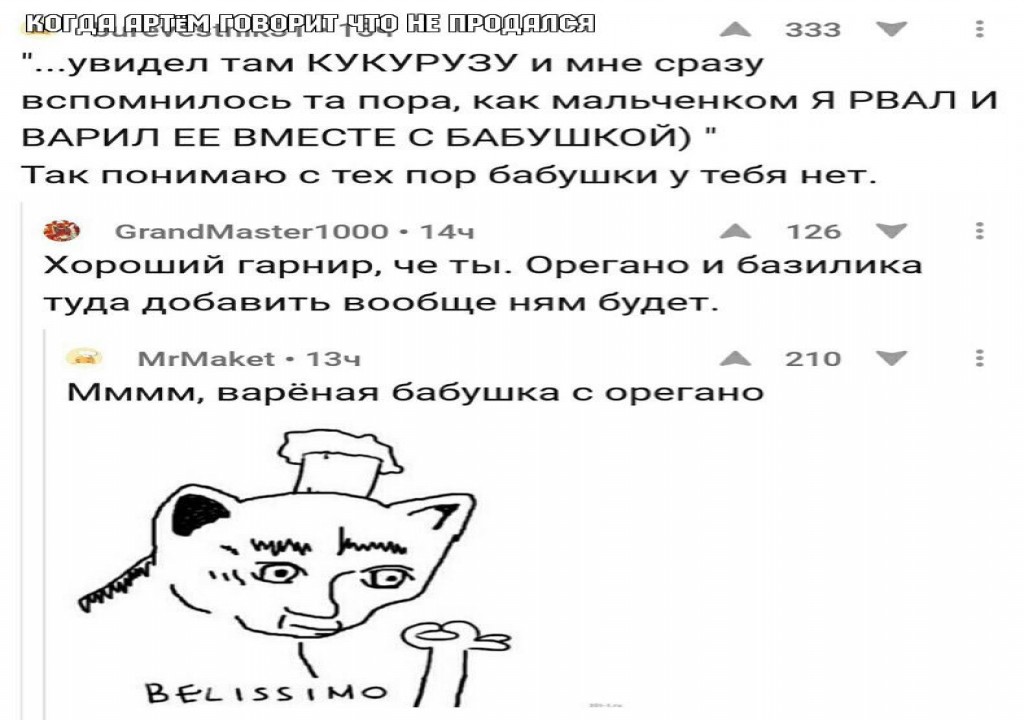 КОГДА АРТЁМ ГОВОРИТ ЧТО НЕ ПРОДАЛСЯ
333
"...увидел там КУКУРУЗУ и мне сразу
вспомнилось та пора, как мальченком Я РВАЛ И
ВАРИЛ ЕЕ ВМЕСТЕ С БАБУШКОЙ) "
Так понимаю с тех пор бабушки у тебя нет.
GrandMaster1000 • 14ч 126
Хороший гарнир, че ты. Орегано и базилика
туда добавить вообще ням будет.
MrMaket • 13ч 210
Мммм, варёная бабушка с орегано
BELISSIMO